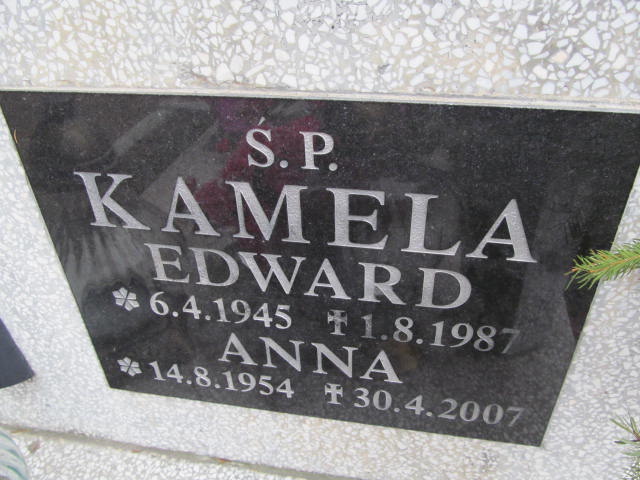 Ś.P.
KAMELA
EDWARD
6.4.1945 1.8.1987
ANNA
14.8.1954 30.4.2007